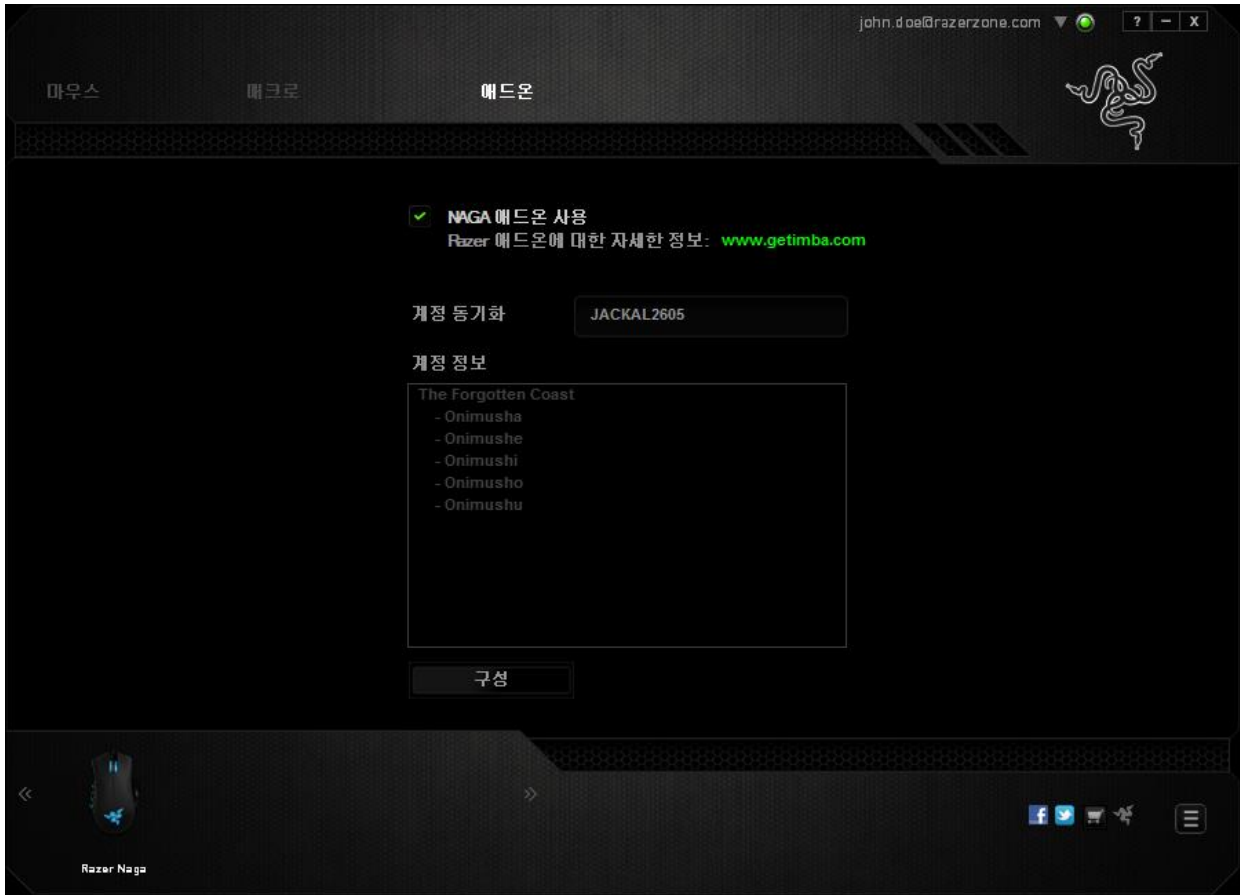 john.doe@razerzone.com
? - X
마우스
매크로
애드온
NAGA 애드온 사용
Razer 애드온에 대한 자세한 정보: www.getimba.com
계정 동기화
JACKAL2605
계정 정보
The Forgotten Coast
- Onimusha
- Onimushe
- Onimushi
- Onimusho
- Onimushu
구성
Razer Naga